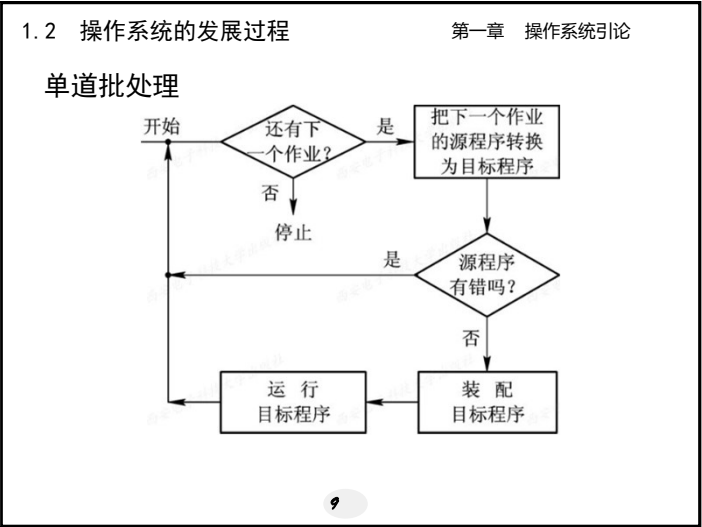 1.2 操作系统的发展过程
第一章 操作系统引论
单道批处理
开始
还有下
一个作业？
是
把下一个作业
的源程序转换
为目标程序
否
停止
是
源程序
有错吗？
否
运 行
目标程序
装 配
目标程序
9